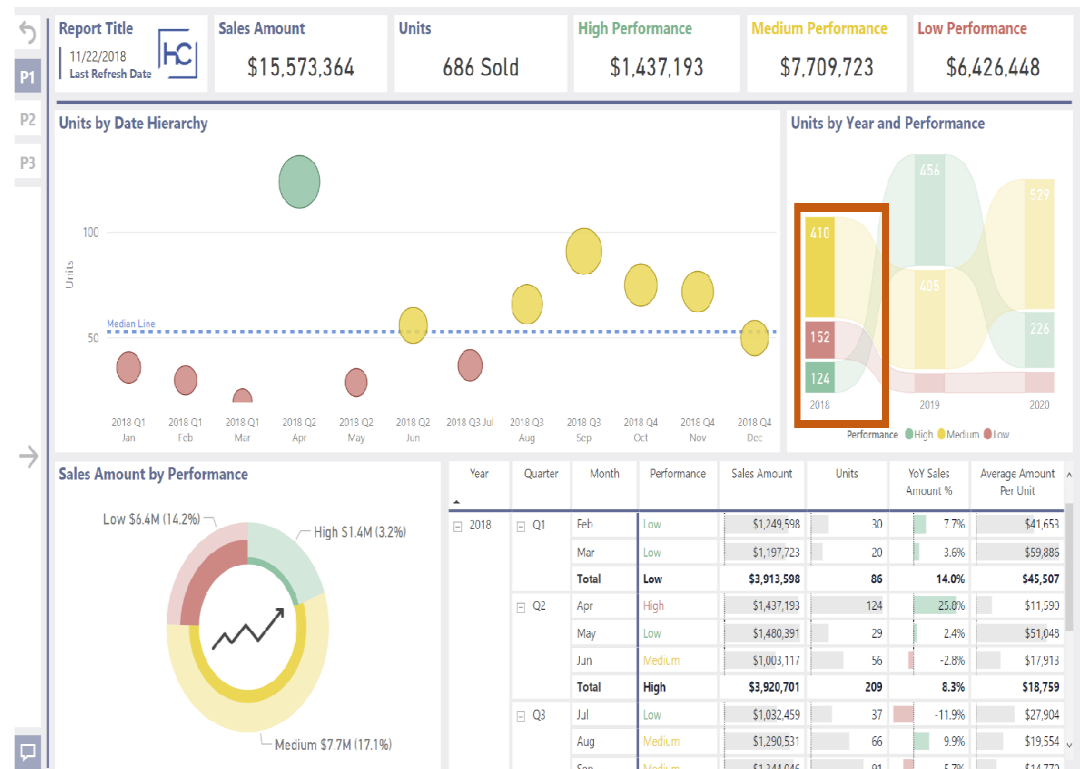 Report Title
11/22/2018
Last Refresh Date
HC
Sales Amount
$15,573,364
Units
686 Sold
High Performance
$1,437,193
Medium Performance
$7,709,723
Low Performance
$6,426,448
P1
P2
P3
Units by Date Hierarchy
Units
100
50
Median Line
2018 Q1 2018 Q1 2018 Q1 2018 Q2 2018 Q2 2018 Q2 2018 Q3 Jul 2018 Q3 2018 Q3 2018 Q4 2018 Q4 2018 Q4
Jan Feb Mar Apr May Jun Aug Sep Oct Nov Dec
Units by Year and Performance
456
529
410
405
152
226
124
2018 2019 2020
Performance High Medium Low
Sales Amount by Performance
Low $6.4M (14.2%)
High $1.4M (3.2%)
Medium $7.7M (17.1%)
Year Quarter Month Performance Sales Amount Units YoY Sales Amount % Average Amount Per Unit
2018 Q1 Feb Low $1,249,598 30 7.7% $41,653
Mar Low $1,197,723 20 3.6% $59,886
Total Low $3,913,598 86 14.0% $45,507
Q2 Apr High $1,437,193 124 25.8% $11,590
May Low $1,480,391 29 2.4% $51,048
Jun Medium $1,003,117 56 -2.8% $17,913
Total High $3,920,701 209 8.3% $18,759
Q3 Jul Low $1,032,459 37 -11.9% $27,904
Aug Medium $1,290,531 66 9.9% $19,554
Sep Medium 91